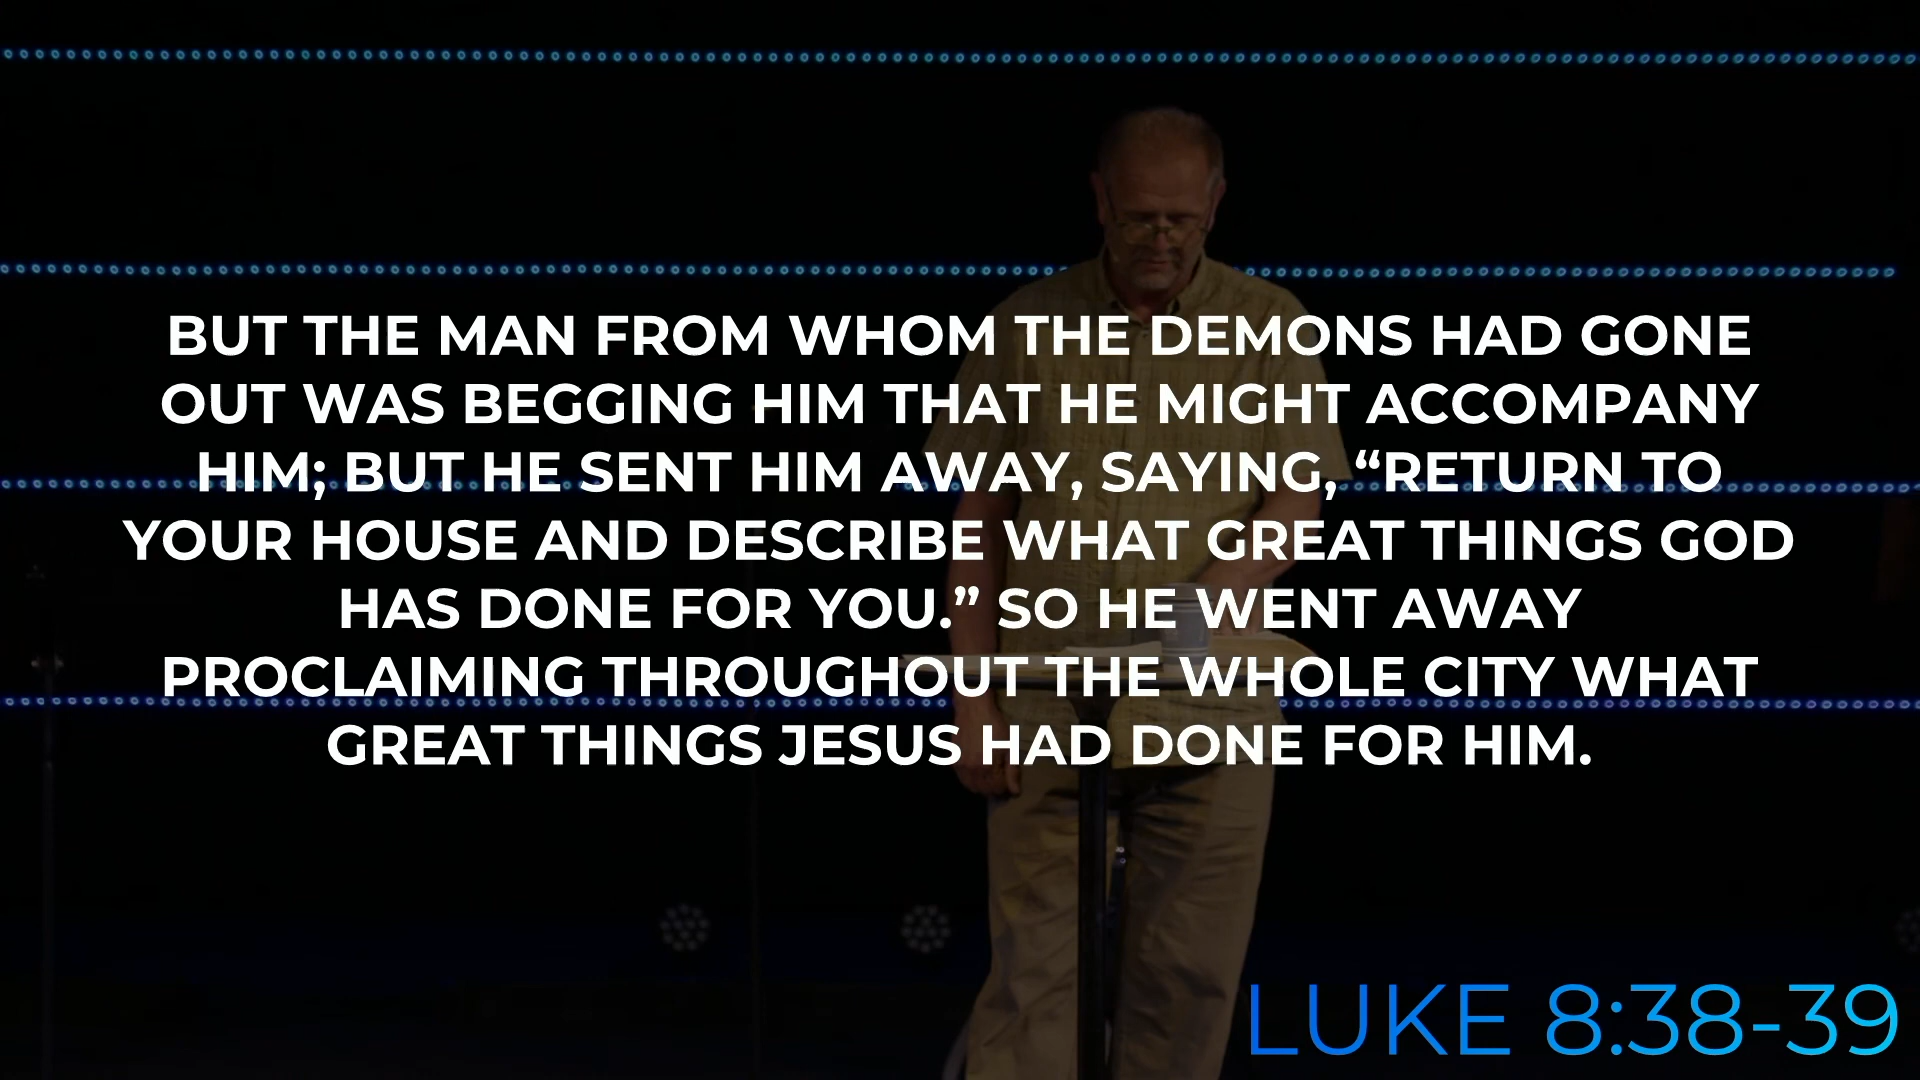 BUT THE MAN FROM WHOM THE DEMONS HAD GONE
OUT WAS BEGGING HIM THAT HE MIGHT ACCOMPANY
HIM; BUT HE SENT HIM AWAY, SAYING, “RETURN TO
YOUR HOUSE AND DESCRIBE WHAT GREAT THINGS GOD
HAS DONE FOR YOU.” SO HE WENT AWAY
PROCLAIMING THROUGHOUT THE WHOLE CITY WHAT
GREAT THINGS JESUS HAD DONE FOR HIM.
LUKE 8:38-39